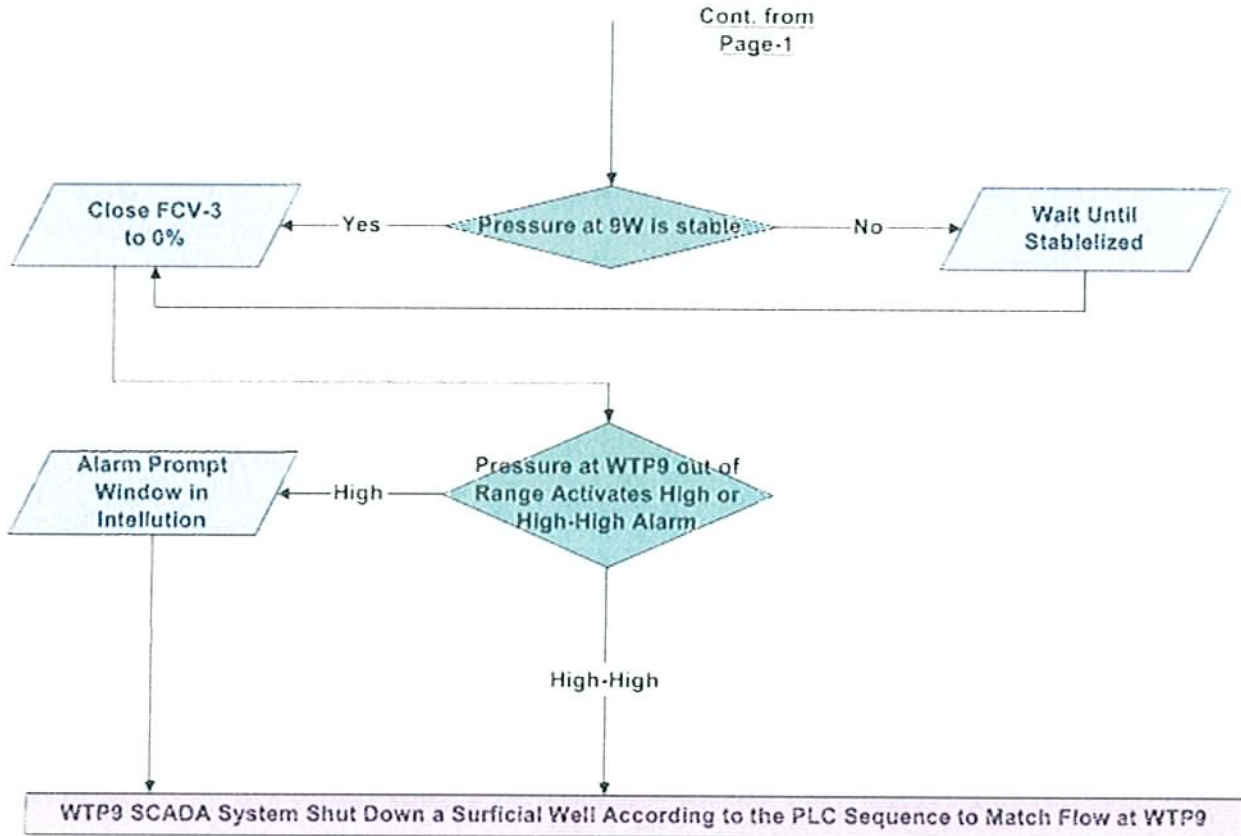 Cont. from
Page-1
Close FCV-3
to 0%
Yes
Pressure at 9W is stable
No
Wait Until
Stablelized
Alarm Prompt
Window in
Intellution
High
Pressure at WTP9 out of
Range Activates High or
High-High Alarm
High-High
WTP9 SCADA System Shut Down a Surficial Well According to the PLC Sequence to Match Flow at WTP9